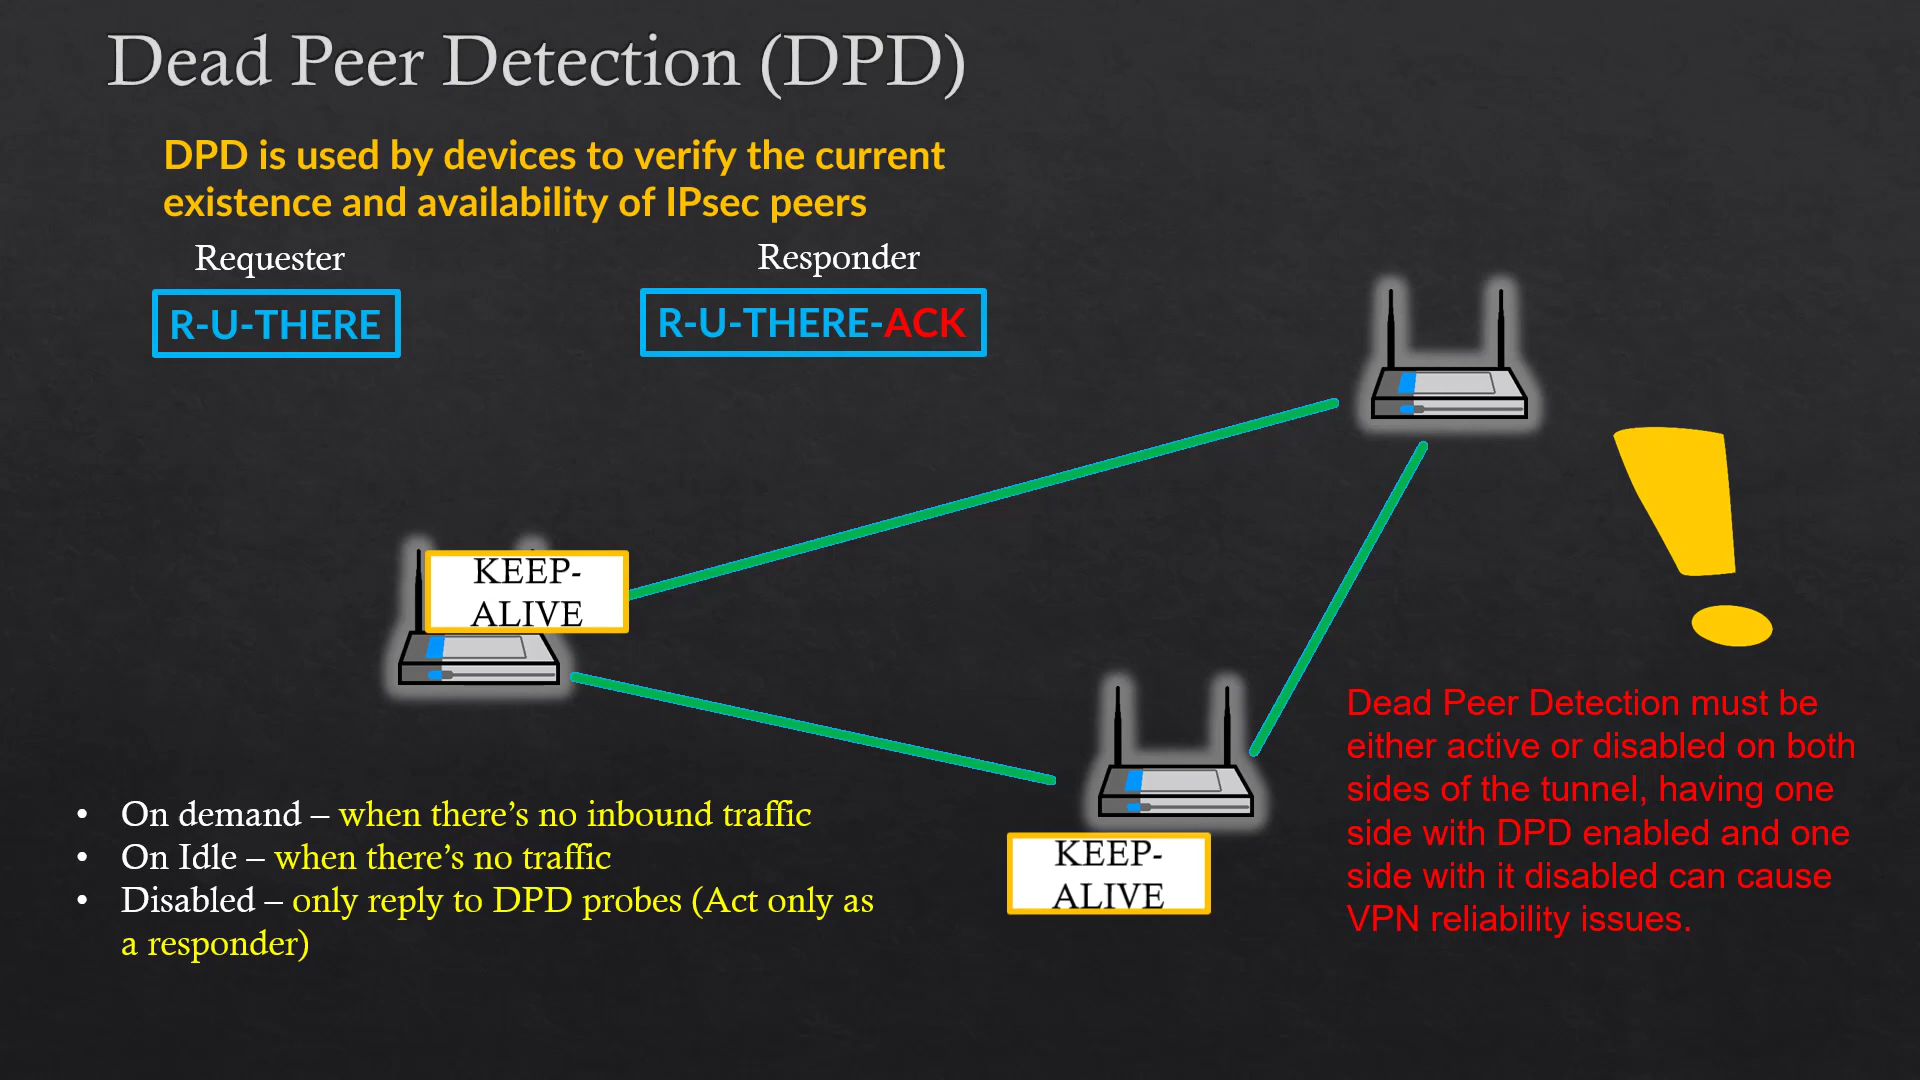 Dead Peer Detection (DPD)
DPD is used by devices to verify the current
existence and availability of IPsec peers
Requester
Responder
R-U-THERE
R-U-THERE-ACK
KEEP-
ALIVE
KEEP-
ALIVE
• On demand – when there’s no inbound traffic
• On Idle – when there’s no traffic
• Disabled – only reply to DPD probes (Act only as
a responder)
Dead Peer Detection must be
either active or disabled on both
sides of the tunnel, having one
side with DPD enabled and one
side with it disabled can cause
VPN reliability issues.